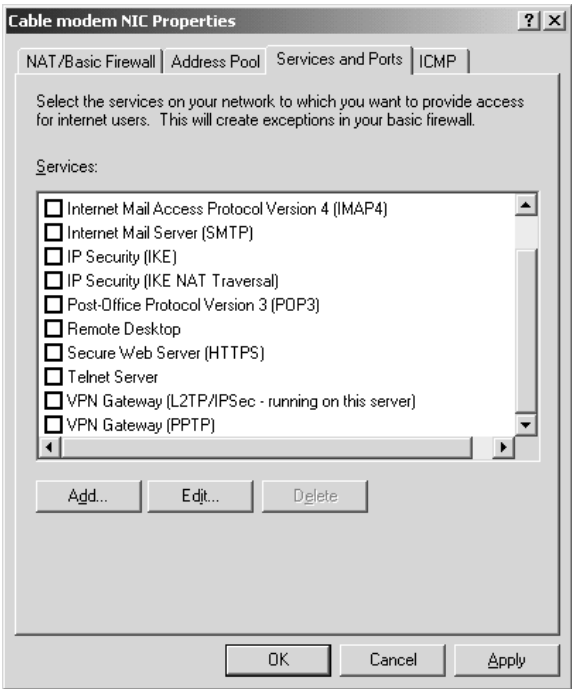 Cable modem NIC Properties
NAT/Basic Firewall Address Pool Services and Ports ICMP
Select the services on your network to which you want to provide access
for internet users. This will create exceptions in your basic firewall.
Services:
Internet Mail Access Protocol Version 4 (IMAP4)
Internet Mail Server (SMTP)
IP Security (IKE)
IP Security (IKE NAT Traversal)
Post-Office Protocol Version 3 (POP3)
Remote Desktop
Secure Web Server (HTTPS)
Telnet Server
VPN Gateway (L2TP/IPSec - running on this server)
VPN Gateway (PPTP)
Add... Edit... Delete
OK Cancel Apply